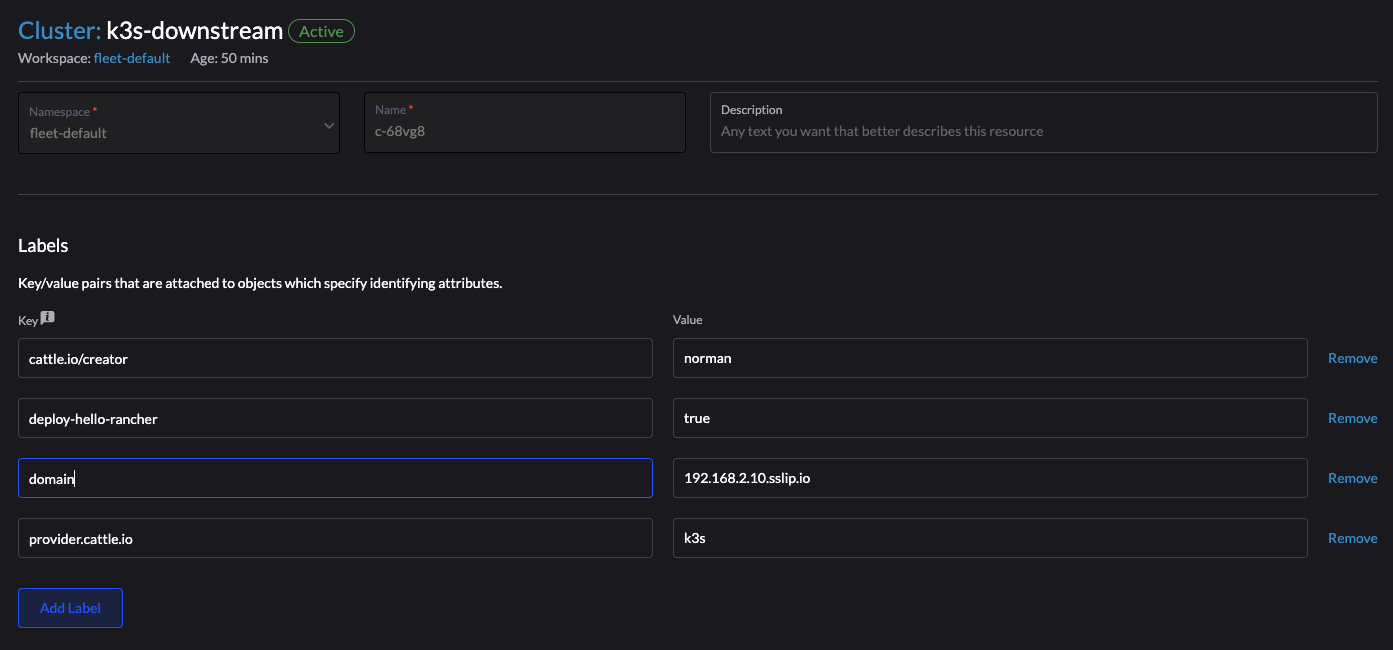 Cluster: k3s-downstream Active
Workspace: fleet-default Age: 50 mins
Namespace * Name * Description
fleet-default c-68vg8 Any text you want that better describes this resource
Labels
Key/value pairs that are attached to objects which specify identifying attributes.
Key i Value
cattle.io/creator norman Remove
deploy-hello-rancher true Remove
domain 192.168.2.10.sslip.io Remove
provider.cattle.io k3s Remove
Add Label